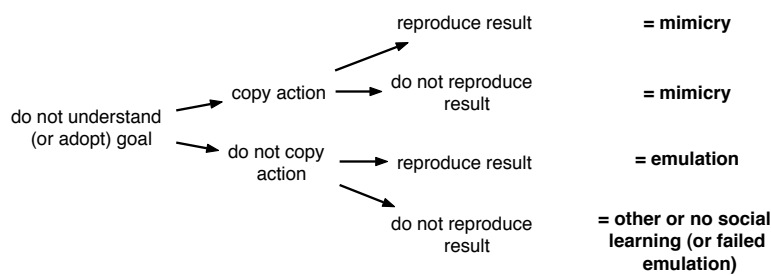 reproduce result = mimicry
copy action
do not reproduce
result = mimicry
do not understand
(or adopt) goal
do not copy
action
reproduce result = emulation
do not reproduce
result
= other or no social
learning (or failed
emulation)